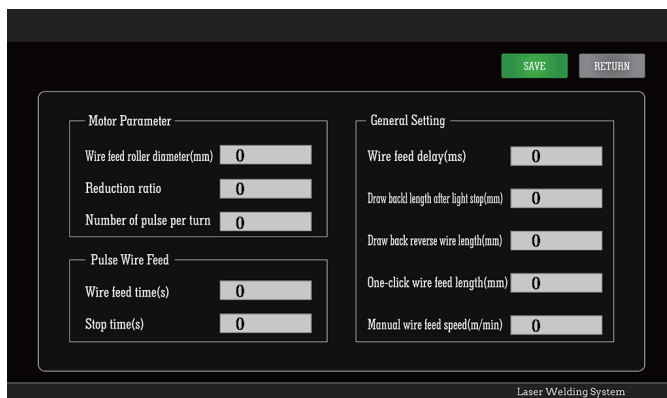 SAVE RETURN
Motor Parameter
Wire feed roller diameter(mm) 0
Reduction ratio 0
Number of pulse per turn 0
Pulse Wire Feed
Wire feed time(s) 0
Stop time(s) 0
General Setting
Wire feed delay(ms) 0
Draw backl length after light stop(mm) 0
Draw back reverse wire length(mm) 0
One-click wire feed length(mm) 0
Manual wire feed speed(m/min) 0
Laser Welding System